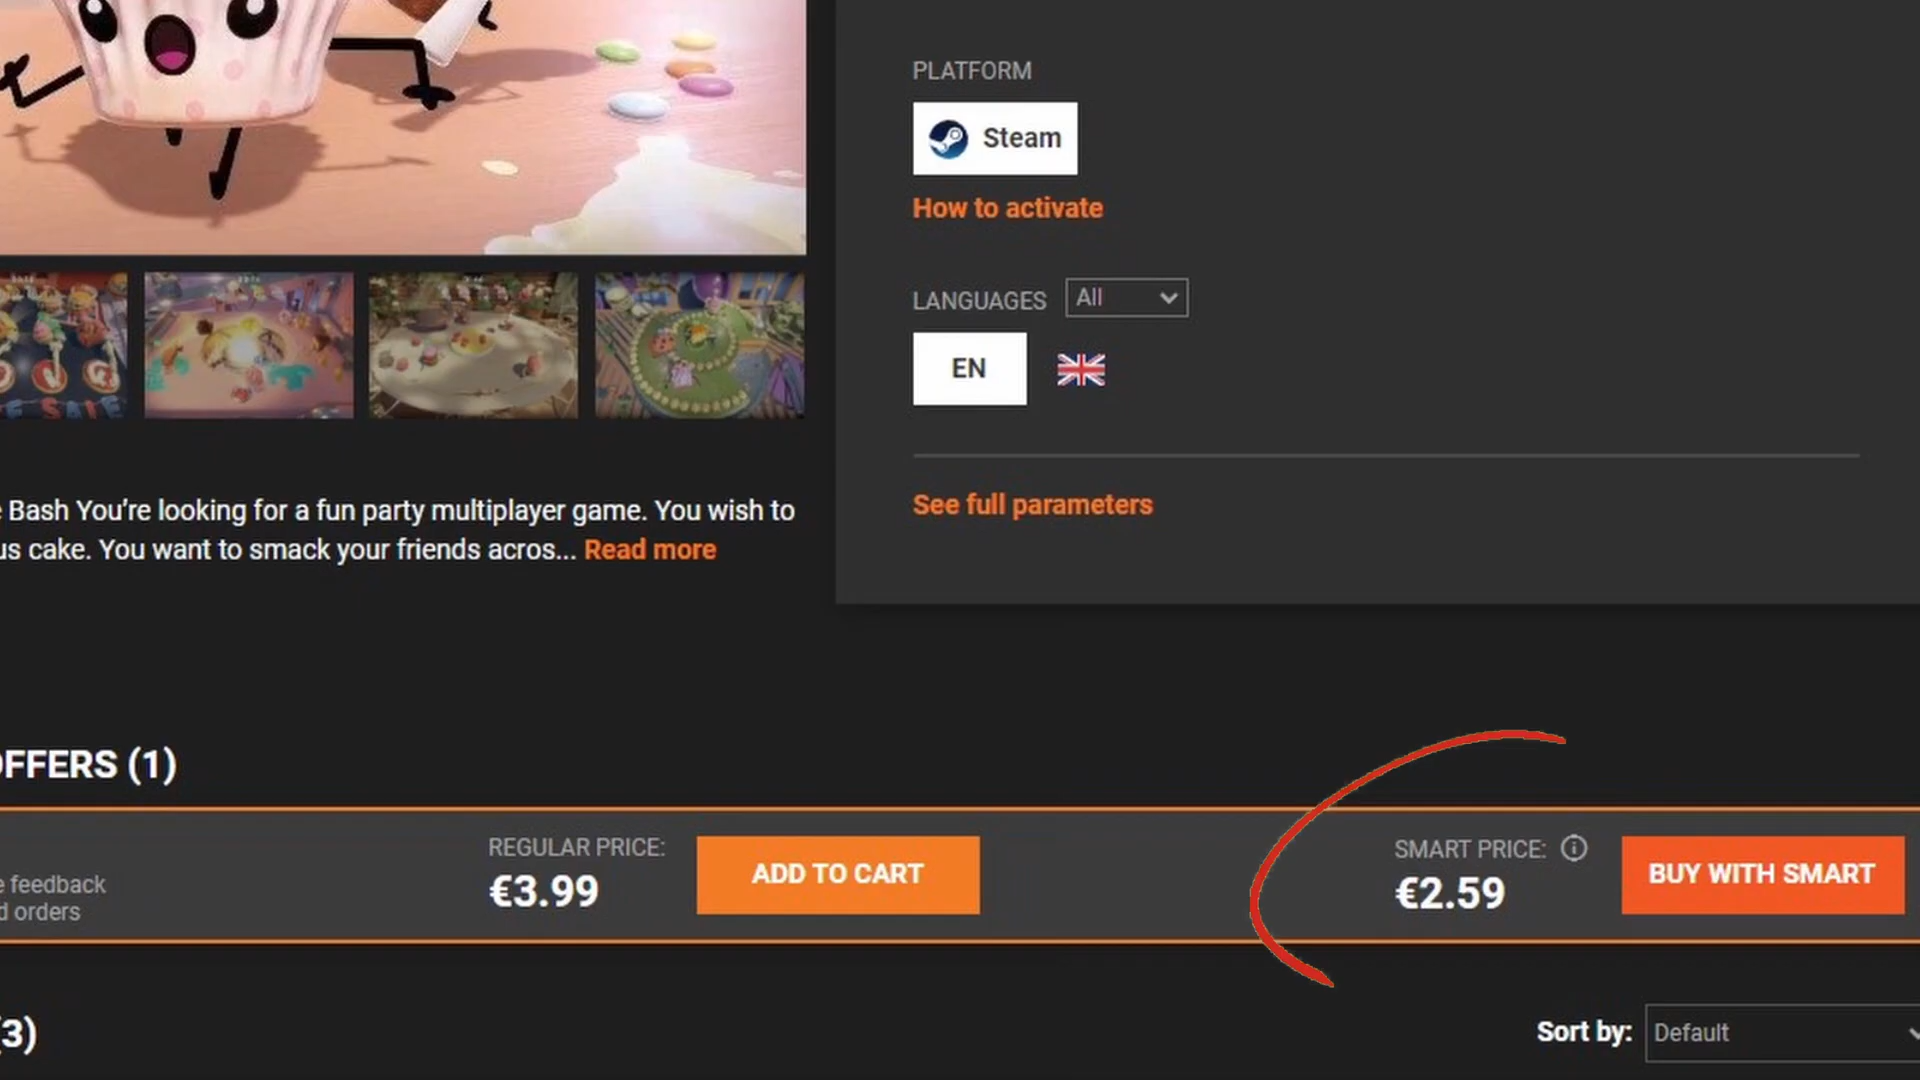 PLATFORM
Steam
How to activate
LANGUAGES All
EN
See full parameters
Bash You’re looking for a fun party multiplayer game. You wish to
us cake. You want to smack your friends acros... Read more
OFFERS (1)
REGULAR PRICE:
€3.99
ADD TO CART
SMART PRICE:
€2.59
BUY WITH SMART
e feedback
d orders
(3)
Sort by: Default